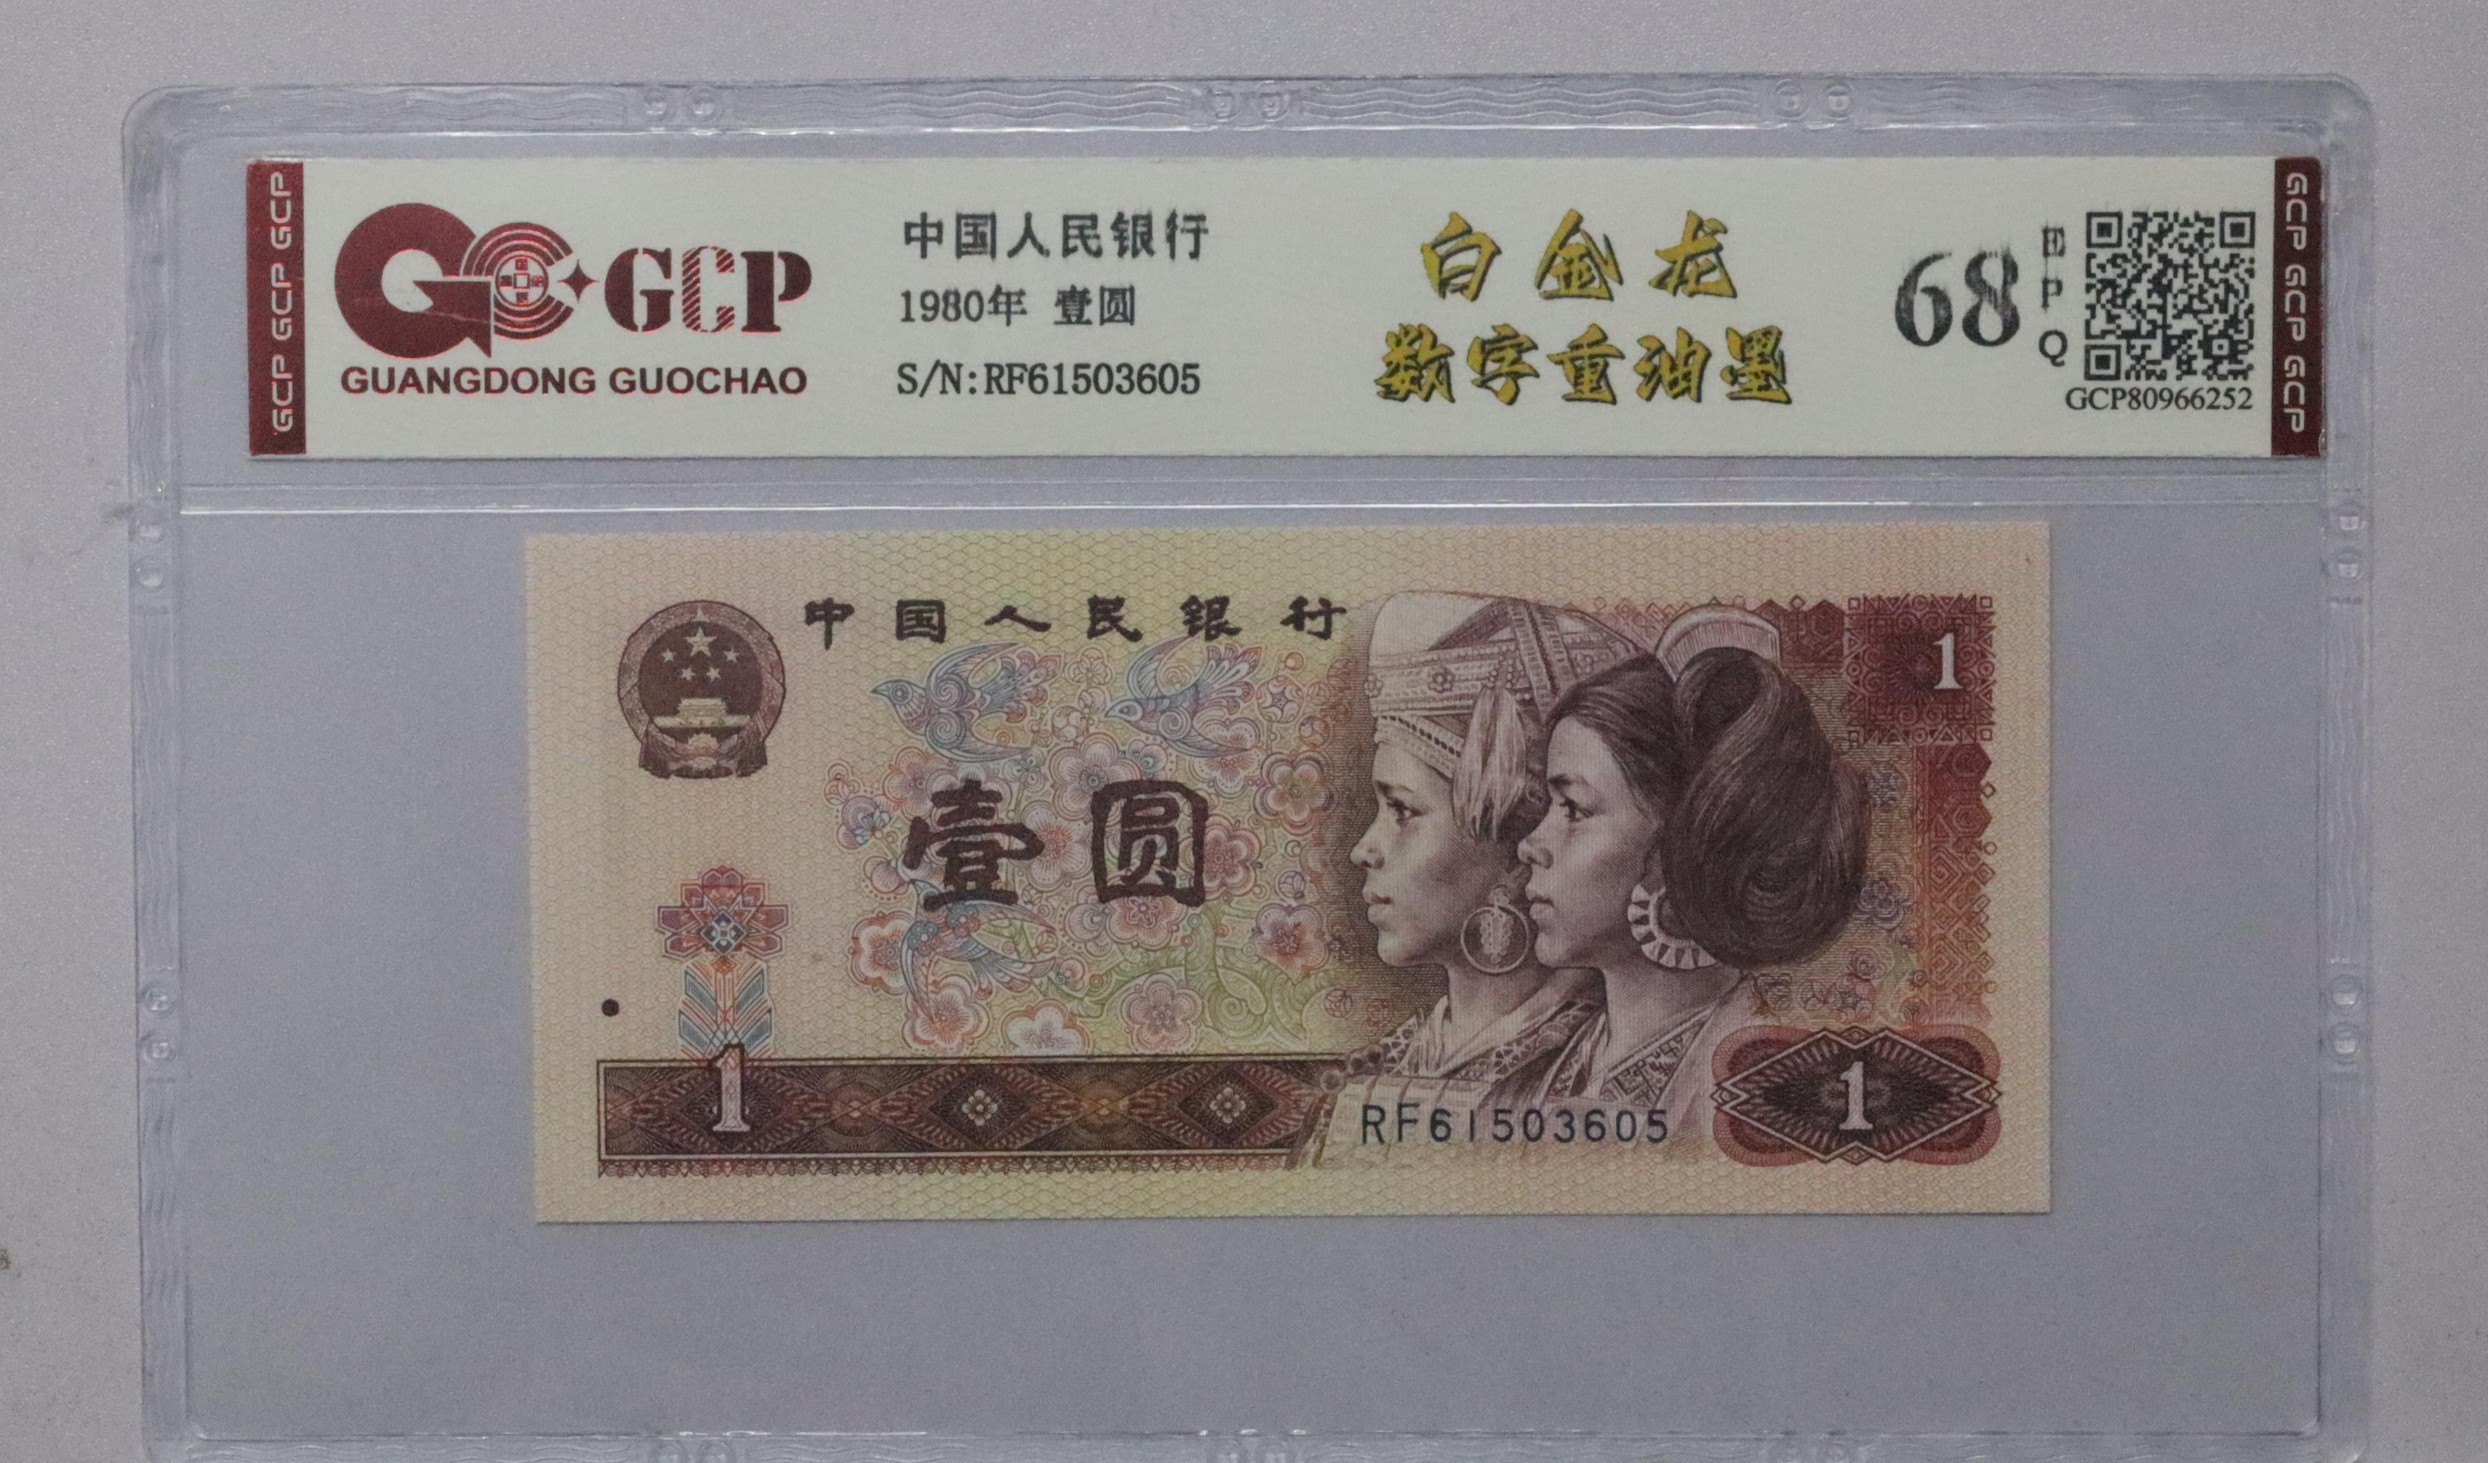 GCP GCP GCP
GCP
GUANGDONG GUOCHAO
中国人民银行
1980年 壹圆
S/N:RF61503605
白金龙
数字重油墨
68
E
P
Q
GCP80966252
GCP GCP GCP
中国人民银行
1
壹圆
1
RF61503605
1